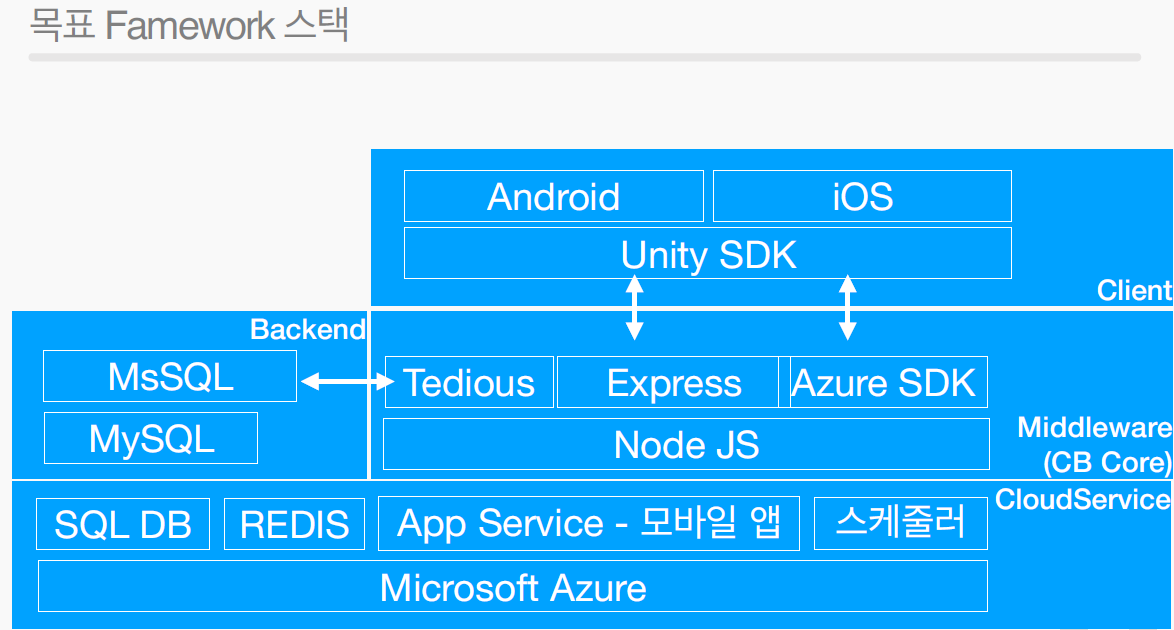 목표 Famework 스택
Android
iOS
Unity SDK
Client
Backend
MsSQL
MySQL
Tedious
Express
Azure SDK
Node JS
Middleware
(CB Core)
CloudService
SQL DB
REDIS
App Service - 모바일 앱
스케줄러
Microsoft Azure